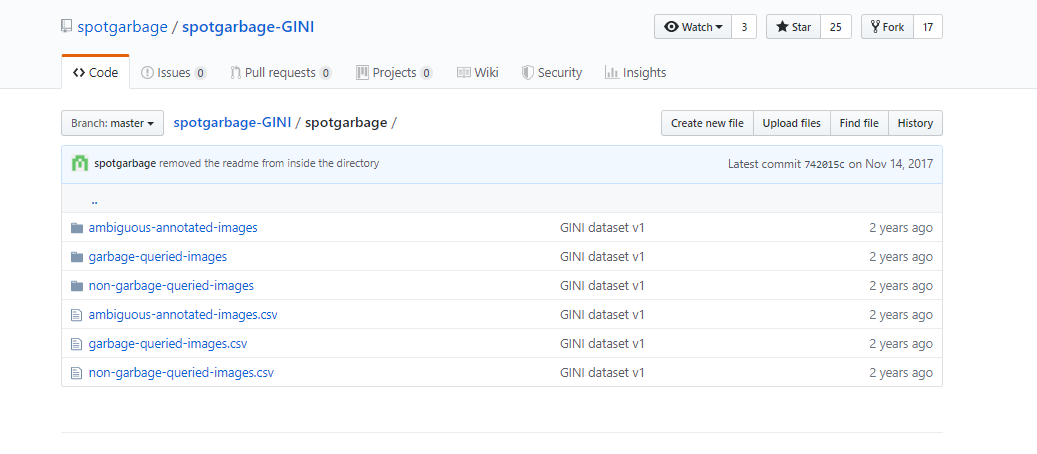 spotgarbage / spotgarbage-GINI Watch 3 Star 25 Fork 17
Code Issues 0 Pull requests 0 Projects 0 Wiki Security Insights
Branch: master spotgarbage-GINI / spotgarbage / Create new file Upload files Find file History
spotgarbage removed the readme from inside the directory Latest commit 742015c on Nov 14, 2017
..
ambiguous-annotated-images GINI dataset v1 2 years ago
garbage-queried-images GINI dataset v1 2 years ago
non-garbage-queried-images GINI dataset v1 2 years ago
ambiguous-annotated-images.csv GINI dataset v1 2 years ago
garbage-queried-images.csv GINI dataset v1 2 years ago
non-garbage-queried-images.csv GINI dataset v1 2 years ago